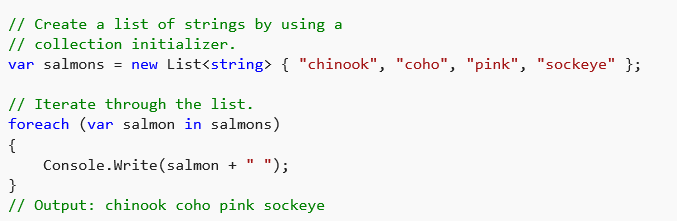 // Create a list of strings by using a
// collection initializer.
var salmons = new List<string> { "chinook", "coho", "pink", "sockeye" };

// Iterate through the list.
foreach (var salmon in salmons)
{
    Console.Write(salmon + " ");
}
// Output: chinook coho pink sockeye